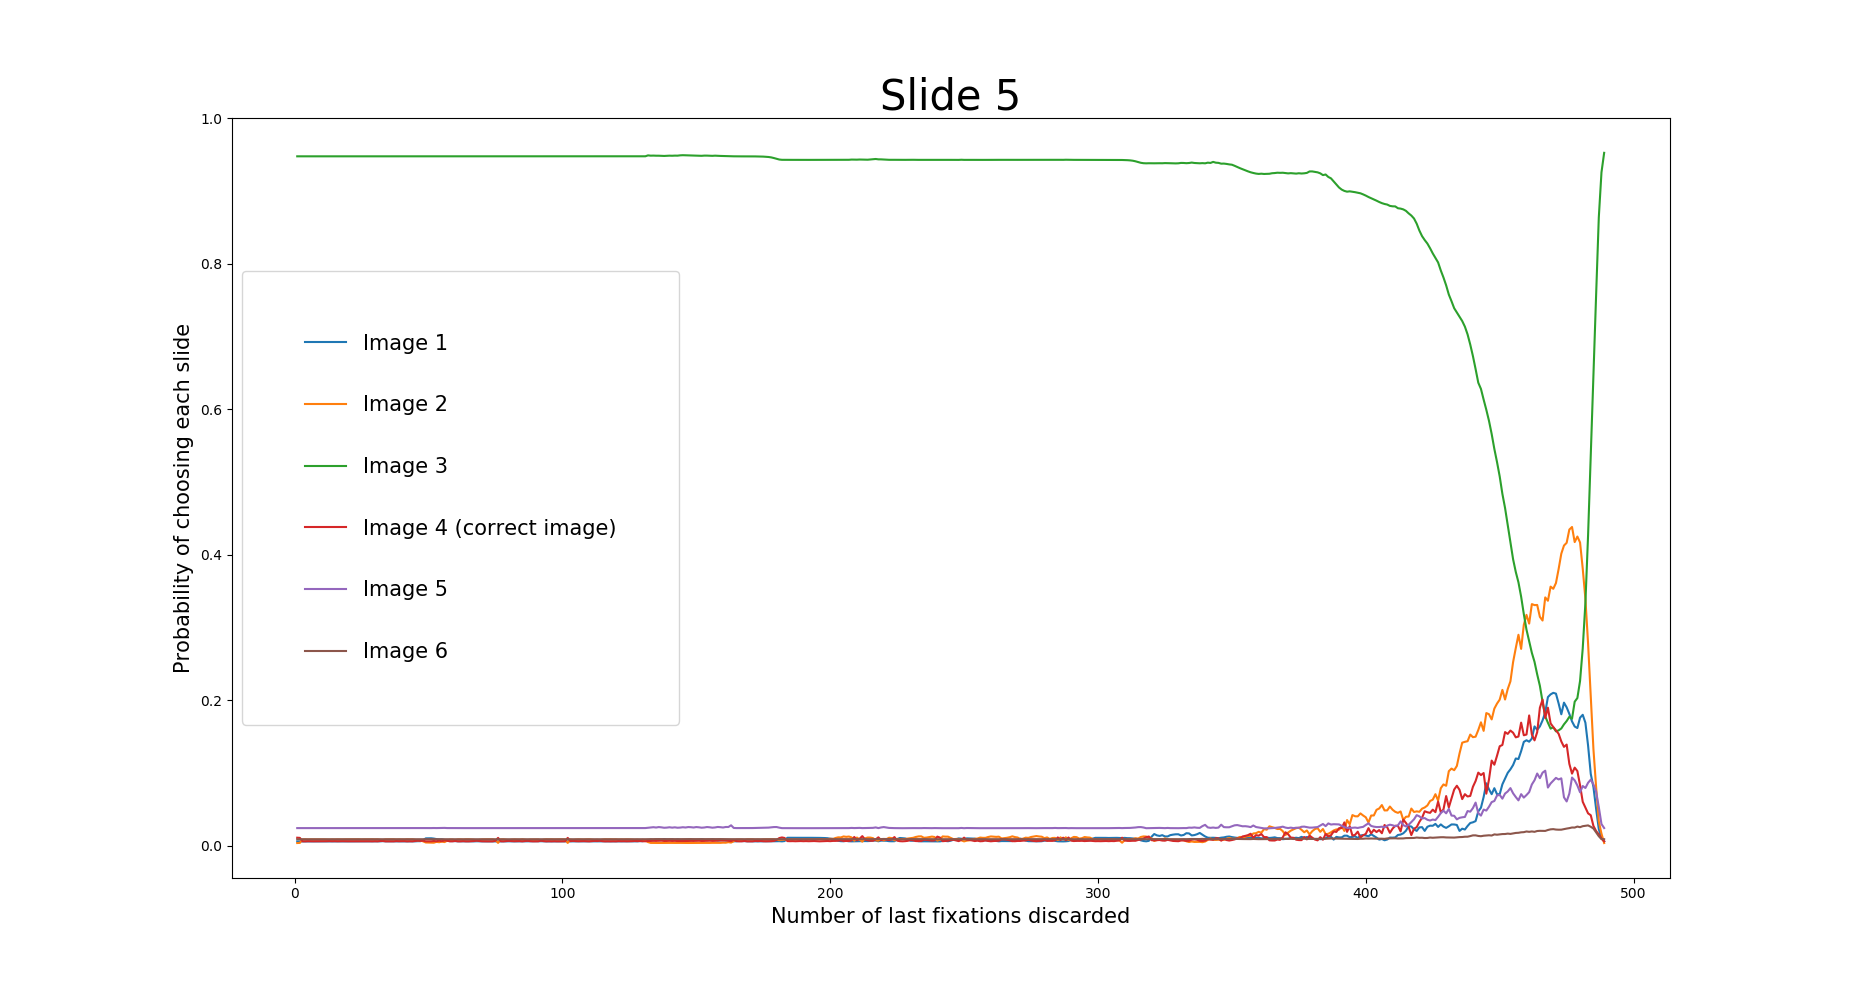 Slide 5
1.0
0.8
0.6
0.4
0.2
0.0
Probability of choosing each slide
Image 1
Image 2
Image 3
Image 4 (correct image)
Image 5
Image 6
0 100 200 300 400 500
Number of last fixations discarded